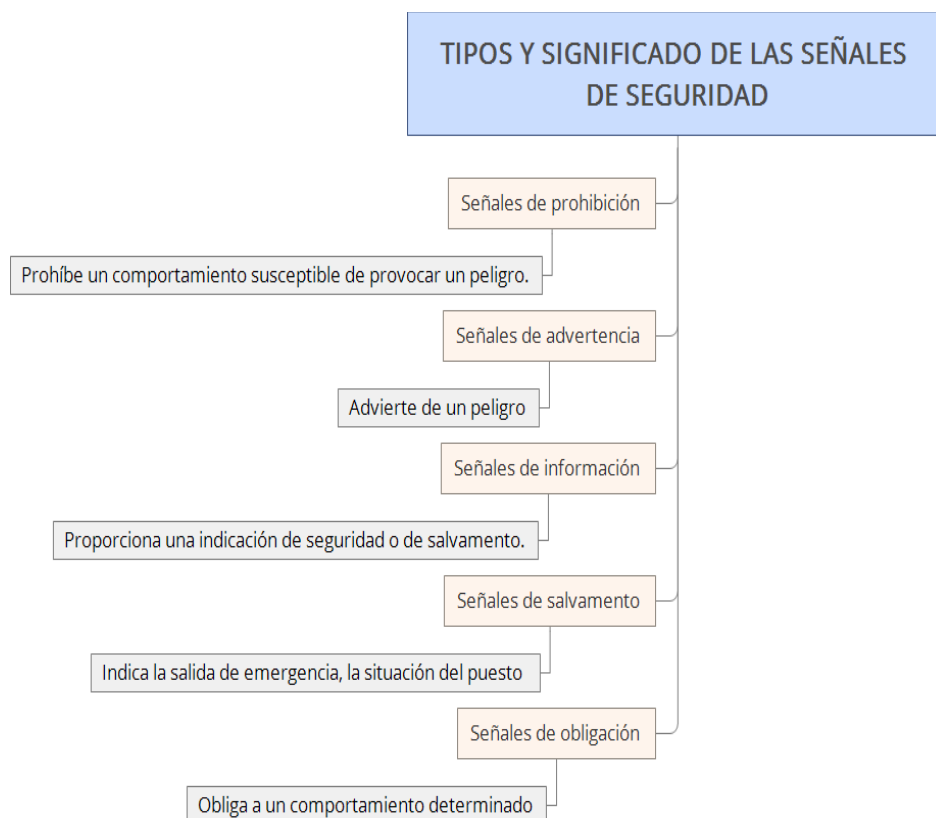 TIPOS Y SIGNIFICADO DE LAS SEÑALES
DE SEGURIDAD
Señales de prohibición
Prohíbe un comportamiento susceptible de provocar un peligro.
Señales de advertencia
Advierte de un peligro
Señales de información
Proporciona una indicación de seguridad o de salvamento.
Señales de salvamento
Indica la salida de emergencia, la situación del puesto
Señales de obligación
Obliga a un comportamiento determinado